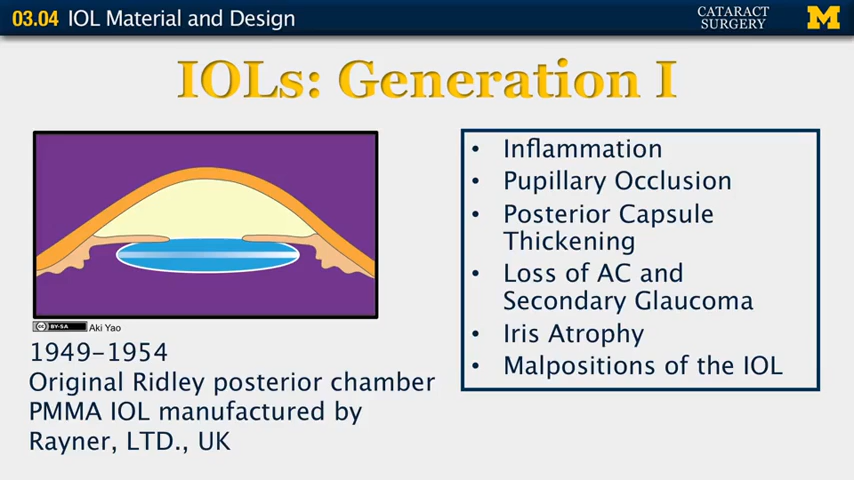 03.04 IOL Material and Design
CATARACT
SURGERY
M
IOLs: Generation I
CC BY-SA Aki Yao
1949-1954
Original Ridley posterior chamber
PMMA IOL manufactured by
Rayner, LTD., UK
• Inflammation
• Pupillary Occlusion
• Posterior Capsule
Thickening
• Loss of AC and
Secondary Glaucoma
• Iris Atrophy
• Malpositions of the IOL